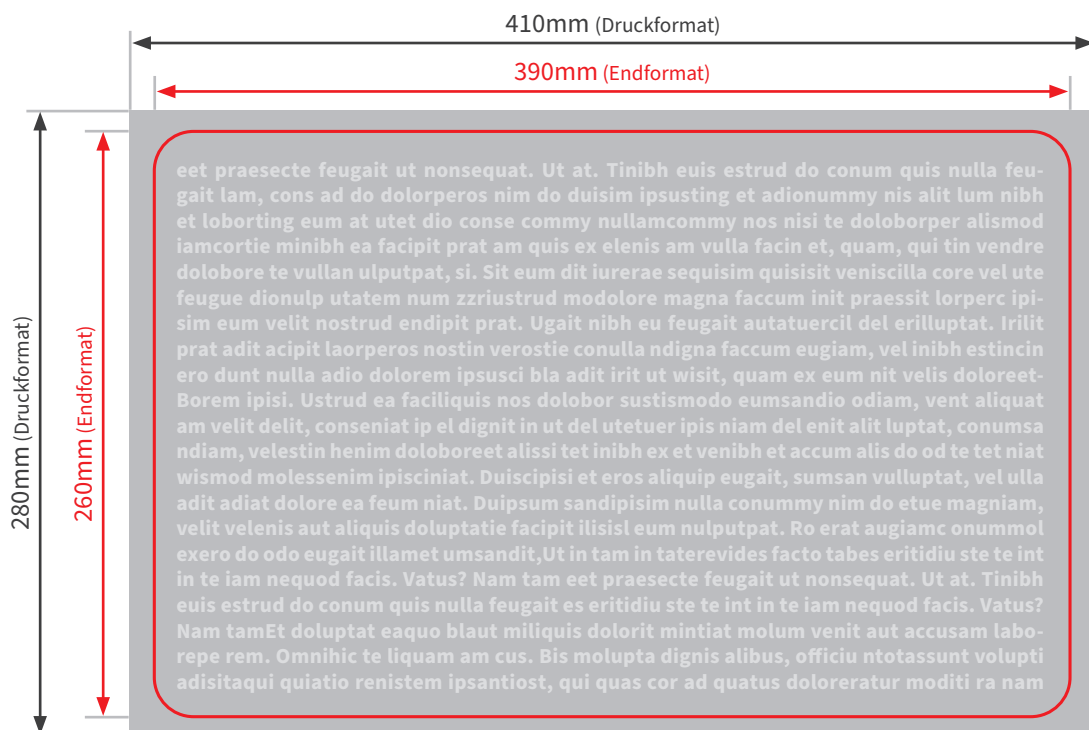 410mm (Druckformat)
390mm (Endformat)
280mm (Druckformat)
260mm (Endformat)
eet praesecte feugait ut nonsequat. Ut at. Tinibh euis estrud do conum quis nulla feu-
gait lam, cons ad do dolorperos nim do duisim ipsusting et adionummy nis alit lum nibh
et loborting eum at utet dio conse commy nullamcommy nos nisi te doloborper alismod
iamcortie minibh ea facipit prat am quis ex elenis am vulla facin et, quam, qui tin vendre
dolobore te vullan ulputpat, si. Sit eum dit iurerae sequisim quisisit veniscilla core vel ute
feugue dionulp utatem num zzriustrud modolore magna faccum init praessit lorperc ipi-
sim eum velit nostrud endipit prat. Ugait nibh eu feugait autatuercil del erilluptat. Irilit
prat adit acipit laorperos nostin verostie conulla ndigna faccum eugiam, vel inibh estincin
ero dunt nulla adio dolorem ipsusci bla adit irit ut wisit, quam ex eum nit velis doloreet-
Borem ipisi. Ustrud ea faciliquis nos dolobor sustismodo eumsandio odiam, vent aliquat
am velit delit, conseniat ip el dignit in ut del utetuer ipis niam el enit alit luptat, conumsa
ndiam, velestin henim doloboreet atissi tet inibh ex et venibh et accum alis do od te tet niat
wismod molessenim ipisciniat. Duiscipisi et eros aliquip eugait, sumsan vulluptat, vel ulla
adit adiat dolore ea feum niat. Duipsum sandipisim nulla conummy nim do etue magniam,
velit velenis aut aliquis doluptatie facipit ilisisl eum nulputpat. Ro erat augiamc onummol
exero do odo eugait illamet umsandit,Ut in tam in taterevides facto tabes eritidiu ste te int
in te iam nequod facis. Vatus? Nam tam eet praesecte feugait ut nonsequat. Ut at. Tinibh
euis estrud do conum quis nulla feugait es eritidiu ste te int in te iam nequod facis. Vatus?
Nam tamEt doluptat eaquo blaut miliquis dolorit mintiat molum venit aut accusam labo-
repe rem. Omnihic te liquam am cus. Bis molupta dignis alibus, officiu ntotassunt volupti
adisitaqui quiatio renistem ipsantiost, qui quas cor ad quatus doloreratur moditi ra nam